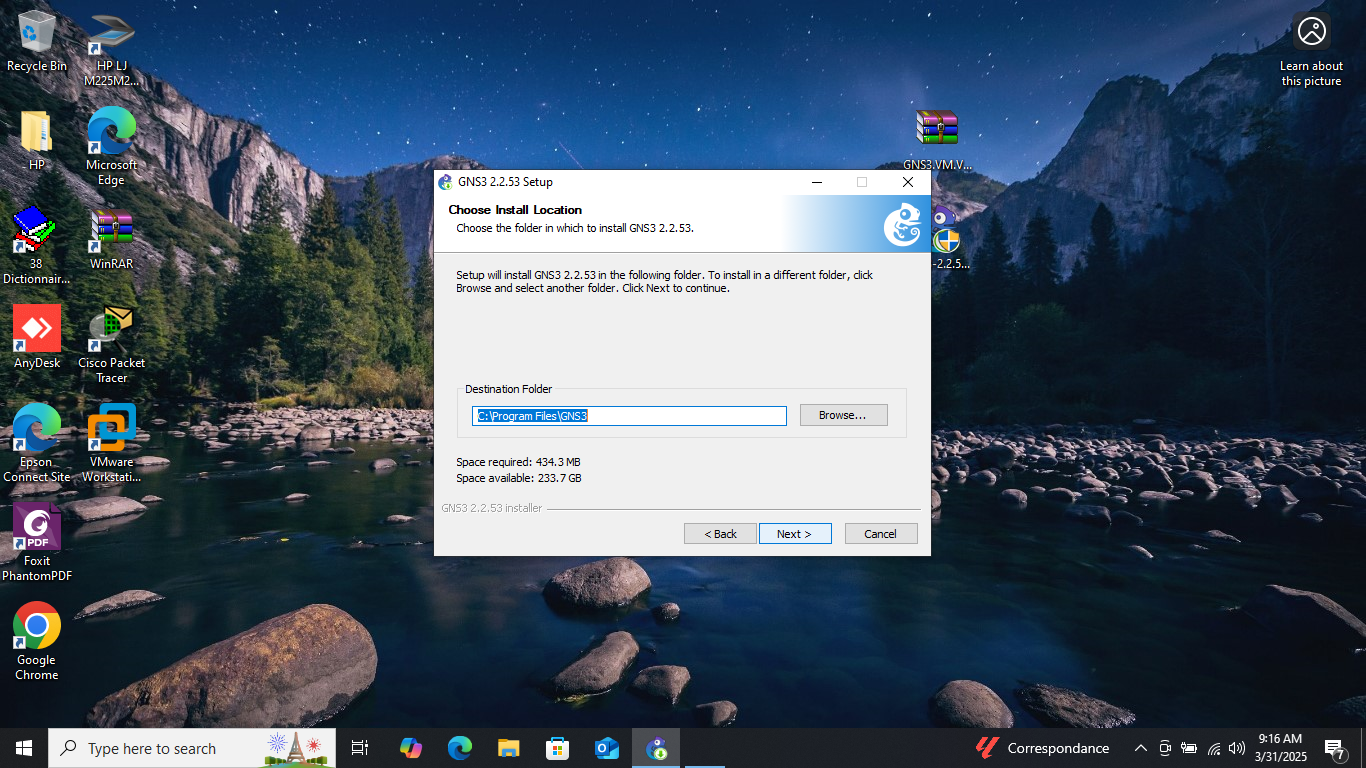 Recycle Bin
HP LJ
M225M2...
- HP
Microsoft
Edge
38
Dictionnair...
WinRAR
AnyDesk
Cisco Packet
Tracer
Epson
Connect Site
VMware
Workstati...
PDF
Foxit
PhantomPDF
Google
Chrome
Learn about
this picture
GNS3.VM.V...
-2.2.5...
GNS3 2.2.53 Setup
Choose Install Location
Choose the folder in which to install GNS3 2.2.53.
Setup will install GNS3 2.2.53 in the following folder. To install in a different folder, click
Browse and select another folder. Click Next to continue.
Destination Folder
C:\Program Files\GNS3
Browse...
Space required: 434.3 MB
Space available: 233.7 GB
GNS3 2.2.53 installer
< Back
Next >
Cancel
Type here to search
Correspondance
9:16 AM
3/31/2025
7